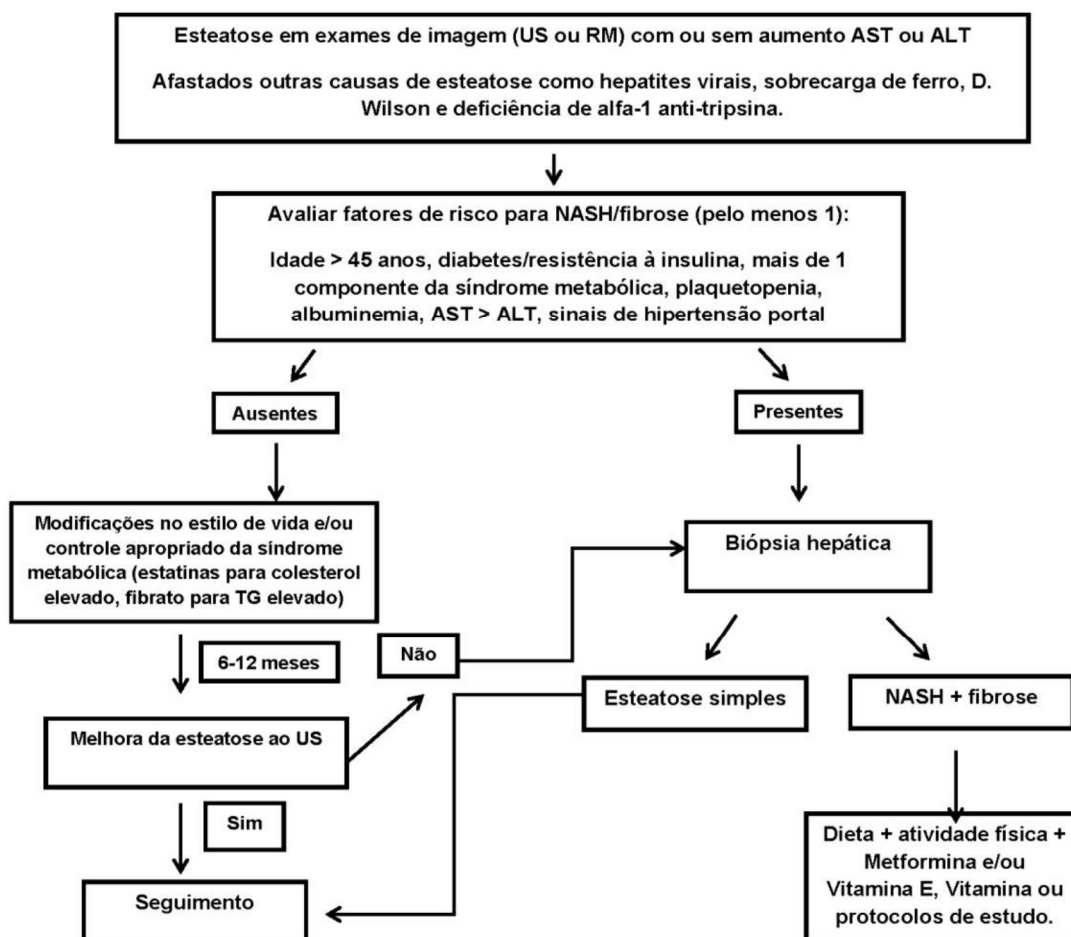 Esteatose em exames de imagem (US ou RM) com ou sem aumento AST ou ALT
Afastados outras causas de esteatose como hepatites virais, sobrecarga de ferro, D.
Wilson e deficiência de alfa-1 anti-tripsina.
Avaliar fatores de risco para NASH/fibrose (pelo menos 1):
Idade > 45 anos, diabetes/resistência à insulina, mais de 1
componente da síndrome metabólica, plaquetopenia,
albuminemia, AST > ALT, sinais de hipertensão portal
Ausentes
Presentes
Modificações no estilo de vida e/ou
controle apropriado da síndrome
metabólica (estatinas para colesterol
elevado, fibrato para TG elevado)
Biópsia hepática
6-12 meses
Não
Esteatose simples
NASH + fibrose
Melhora da esteatose ao US
Sim
Seguimento
Dieta + atividade física +
Metformina e/ou
Vitamina E, Vitamina ou
protocolos de estudo.